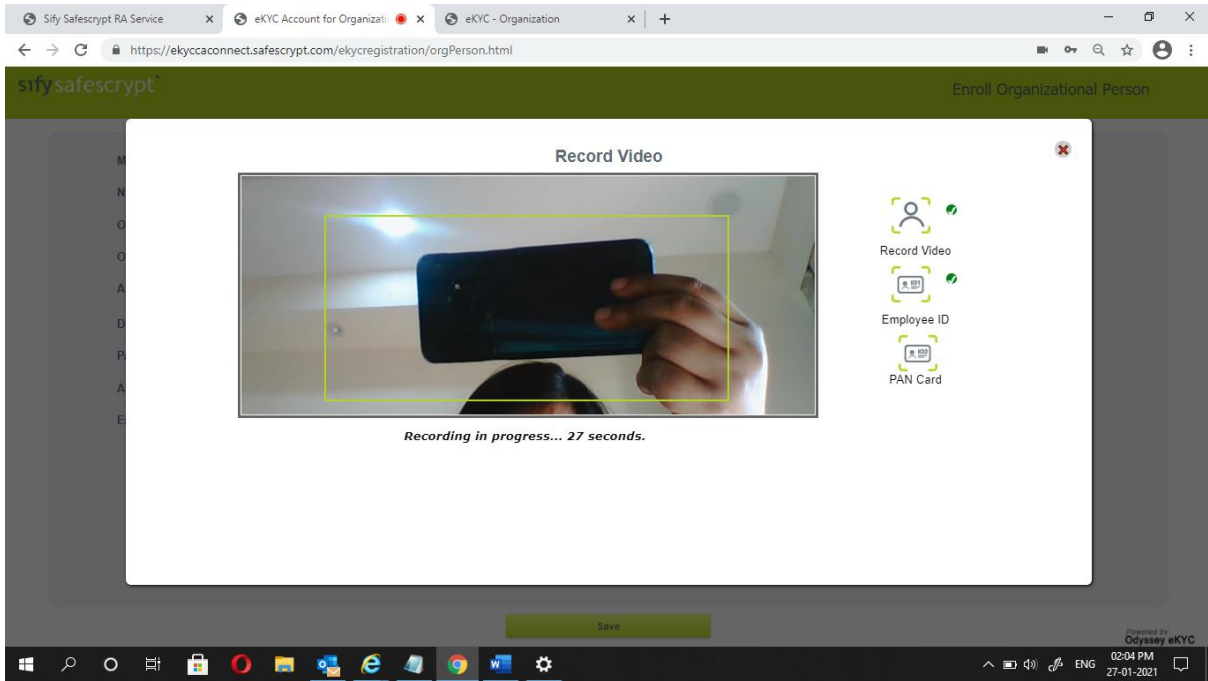 Sify Safescrypt RA Service
eKYC Account for Organizati
eKYC - Organization
https://ekyccaconnect.safescrypt.com/ekycregistration/orgPerson.html
sify safescrypt
Enroll Organizational Person
Record Video
M
N
O
O
A
D
P
A
E
Record Video
Employee ID
PAN Card
Recording in progress... 27 seconds.
Save
Powered by
Odyssey eKYC
ENG
02:04 PM
27-01-2021